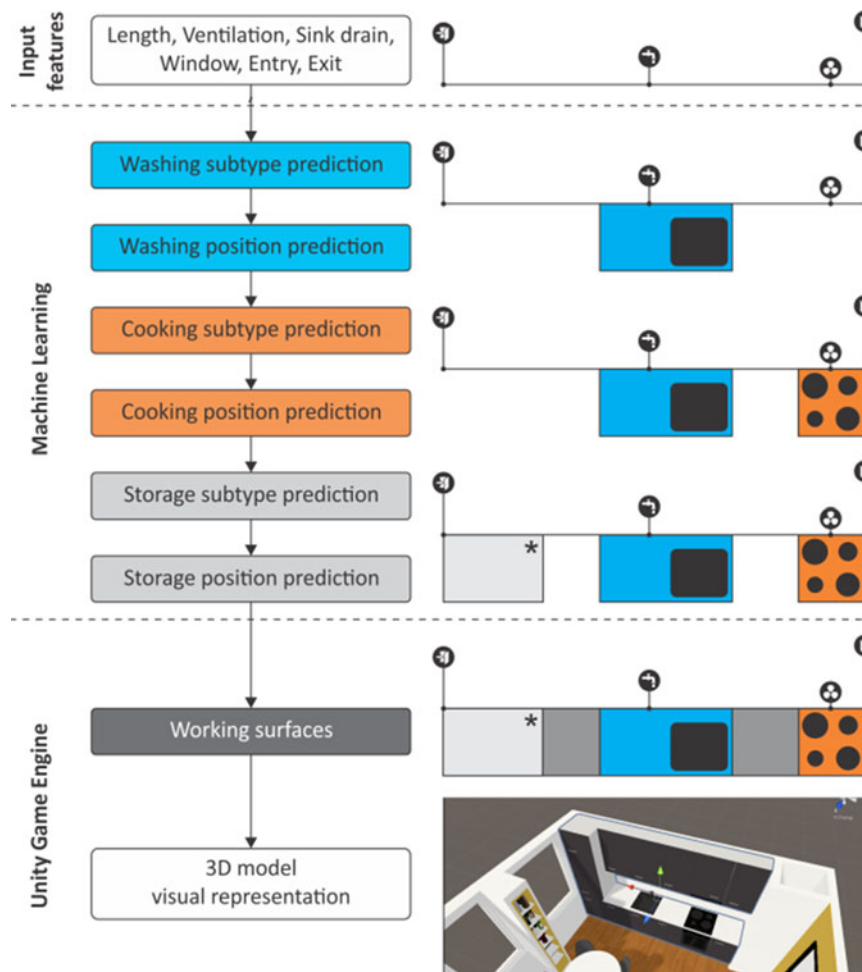 Input
features
Length, Ventilation, Sink drain,
Window, Entry, Exit
Machine Learning
Washing subtype prediction
Washing position prediction
Cooking subtype prediction
Cooking position prediction
Storage subtype prediction
*
Storage position prediction
Unity Game Engine
Working surfaces
*
3D model
visual representation